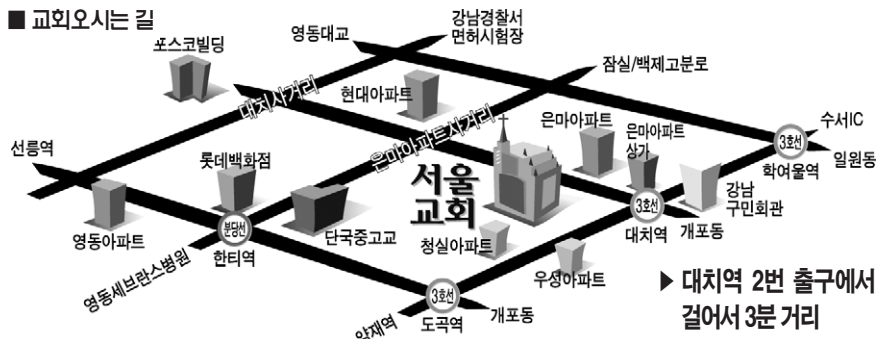 ■ 교회오시는 길
포스코빌딩
영동대교
강남경찰서
면허시험장
잠실/백제고분로
대치사거리
현대아파트
은마아파트사거리
은마아파트
은마아파트
상가
3호선
수서IC
학여울역
일원동
선릉역
롯데백화점
서울
교회
강남
구민회관
영동아파트
분당선
한티역
단국중고교
청실아파트
3호선
대치역
개포동
영동세브란스병원
우성아파트
3호선
도곡역
개포동
양재역
▶ 대치역 2번 출구에서
걸어서 3분 거리